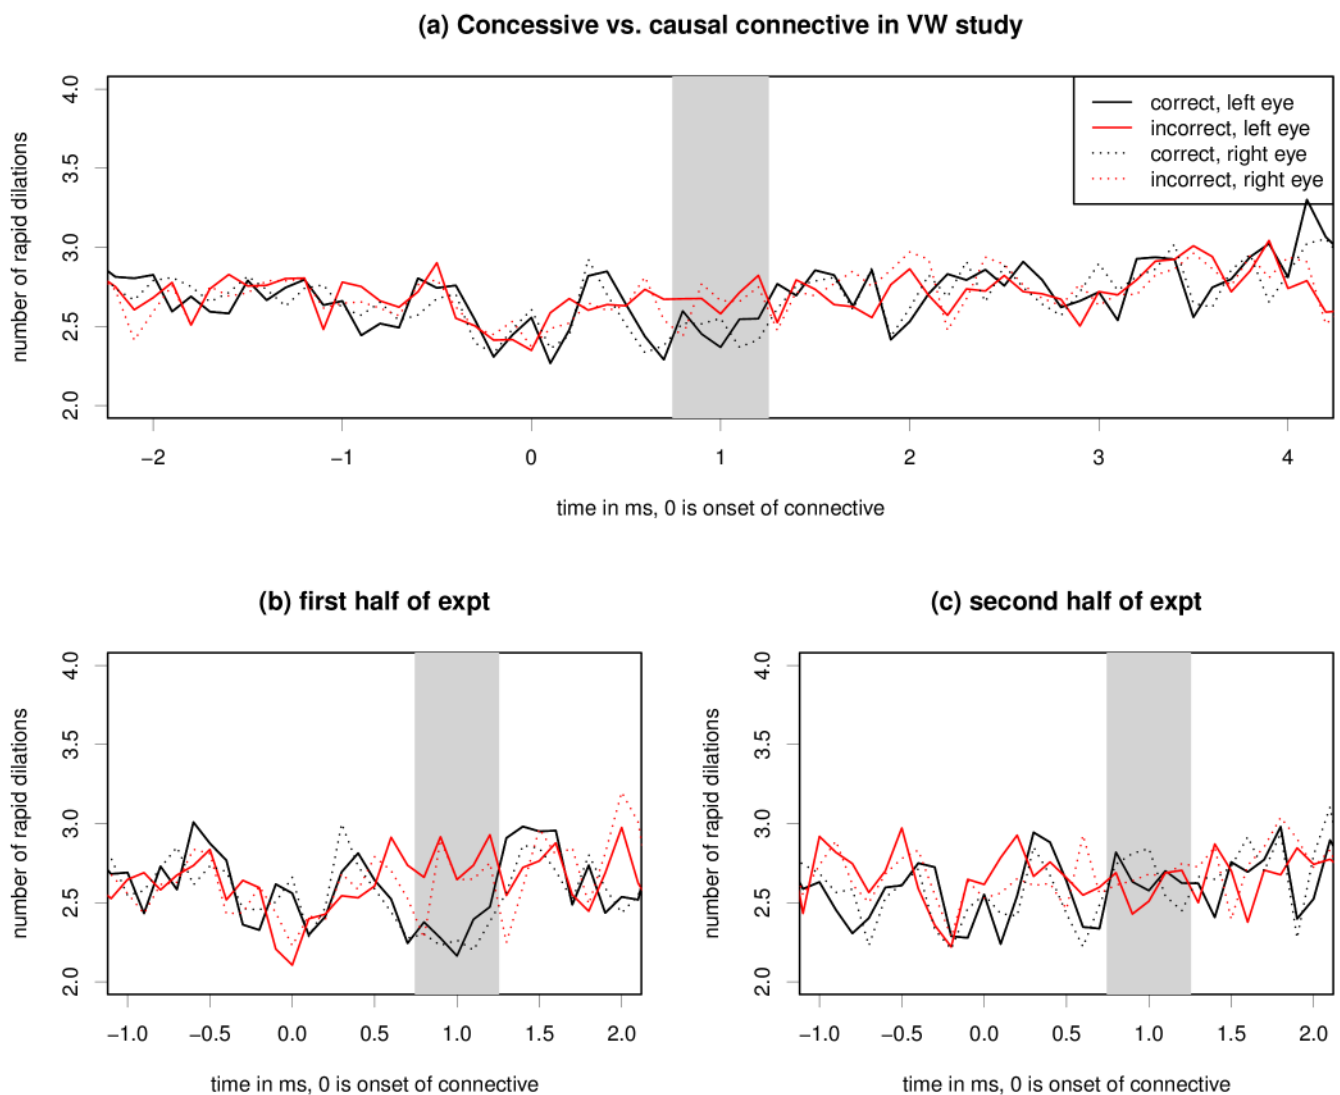 (a) Concessive vs. causal connective in VW study
number of rapid dilations
4.0
3.5
3.0
2.5
2.0
correct, left eye
incorrect, left eye
correct, right eye
incorrect, right eye
−2 −1 0 1 2 3 4
time in ms, 0 is onset of connective
(b) first half of expt
number of rapid dilations
4.0
3.5
3.0
2.5
2.0
−1.0 −0.5 0.0 0.5 1.0 1.5 2.0
time in ms, 0 is onset of connective
(c) second half of expt
number of rapid dilations
4.0
3.5
3.0
2.5
2.0
−1.0 −0.5 0.0 0.5 1.0 1.5 2.0
time in ms, 0 is onset of connective